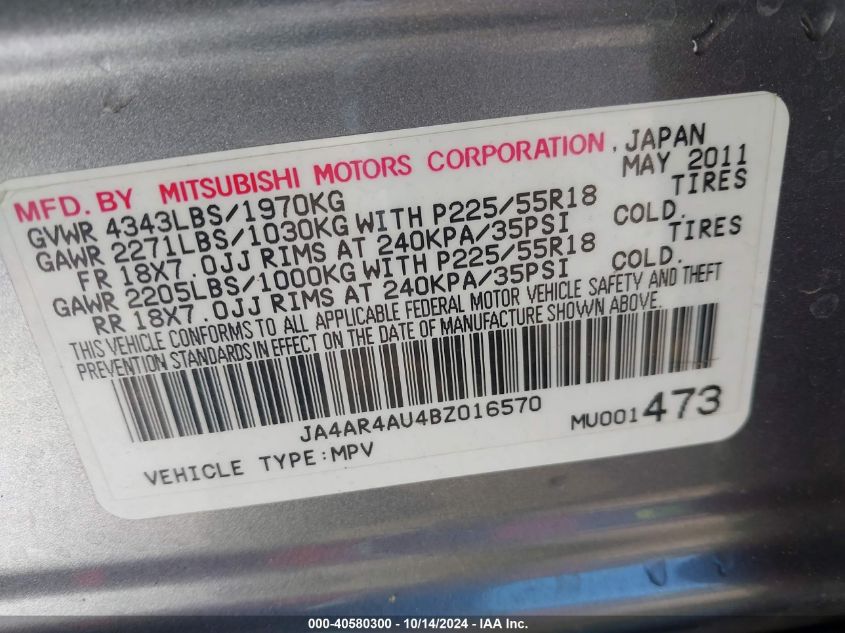 MFD. BY MITSUBISHI MOTORS CORPORATION, JAPAN
GVWR 4343LBS/1970KG MAY 2011
GAWR 2271LBS/1030KG WITH P225/55R18 TIRES
FR 18X7.0JJ RIMS AT 240KPA/35PSI COLD.
GAWR 2205LBS/1000KG WITH P225/55R18 TIRES
RR 18X7.0JJ RIMS AT 240KPA/35PSI COLD.
THIS VEHICLE CONFORMS TO ALL APPLICABLE FEDERAL MOTOR VEHICLE SAFETY AND THEFT
PREVENTION STANDARDS IN EFFECT ON THE DATE OF MANUFACTURE SHOWN ABOVE.
JA4AR4AU4BZ016570 MU001473
VEHICLE TYPE:MPV
000-40580300 - 10/14/2024 - IAA Inc.